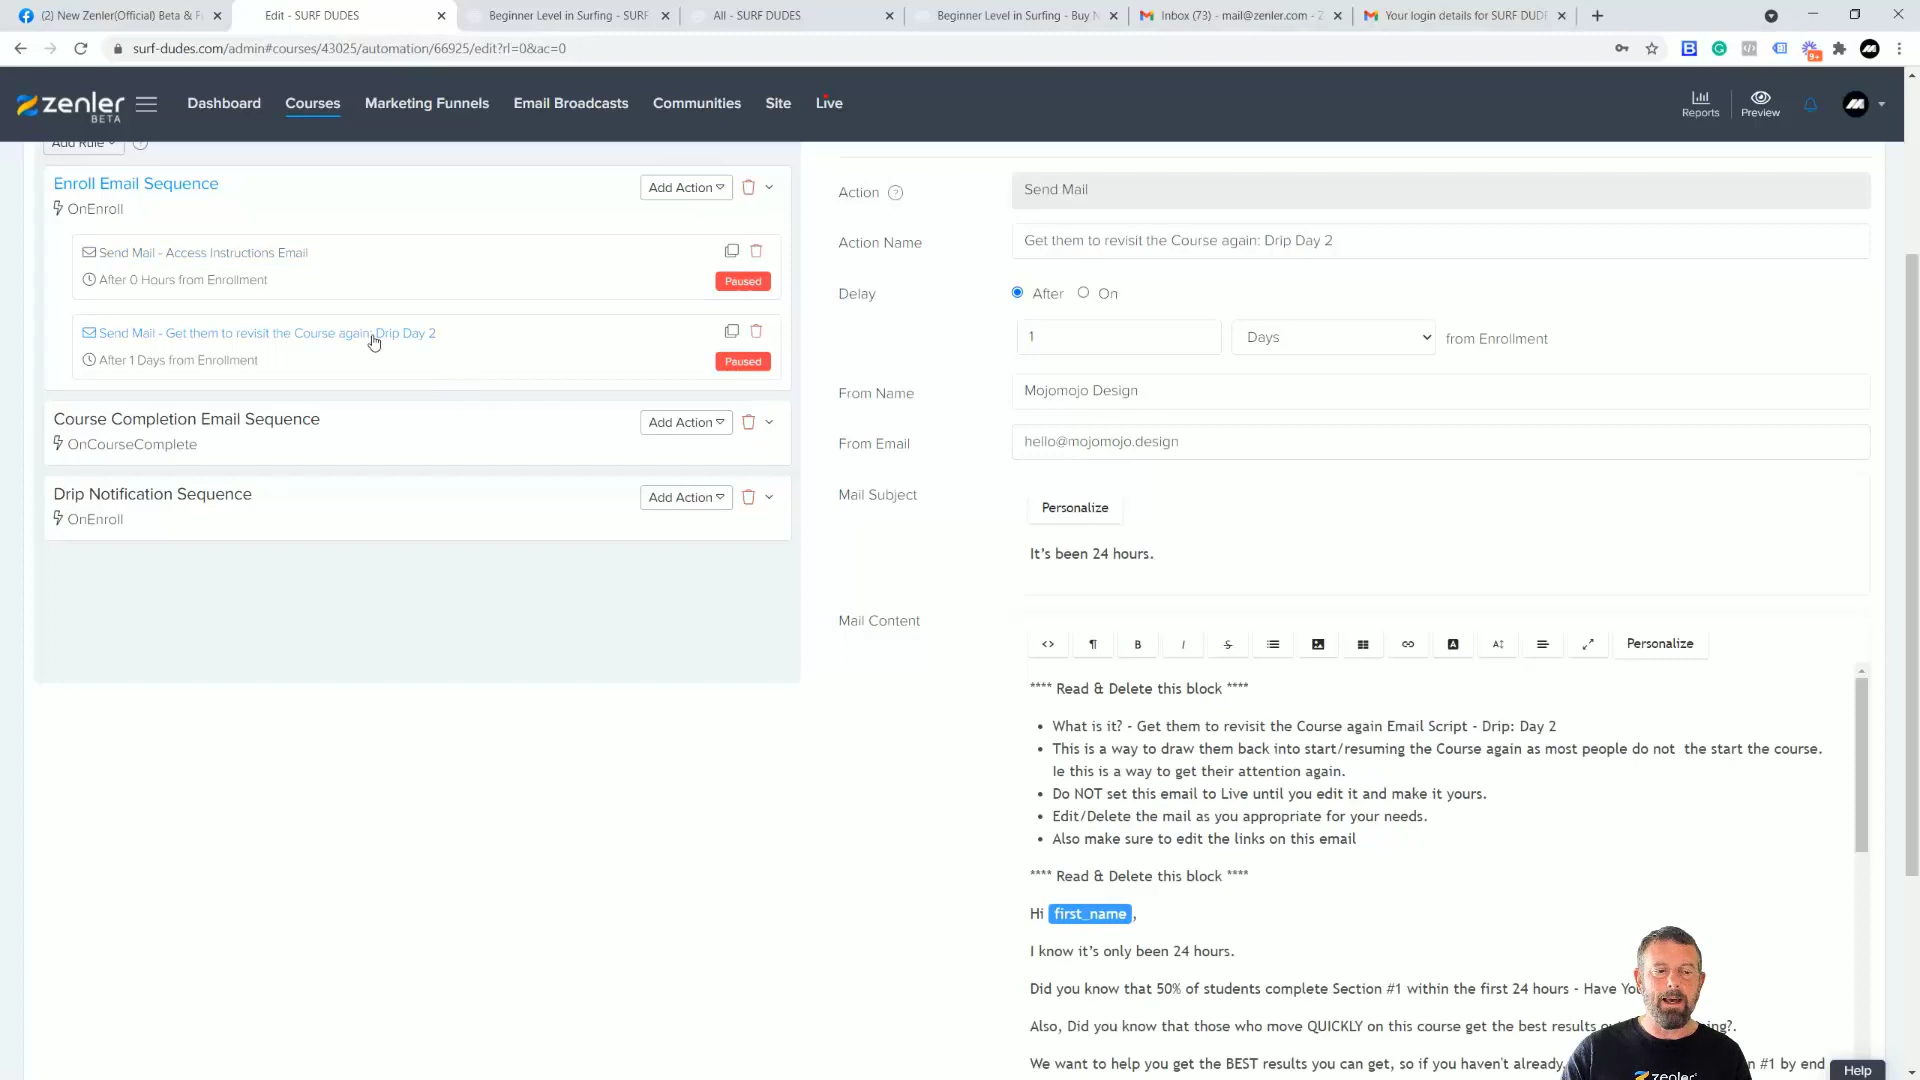 (2) New Zenler(Official) Beta & F
Edit - SURF DUDES
Beginner Level in Surfing - SURF
All - SURF DUDES
Beginner Level in Surfing - Buy N
Inbox (73) - mail@zenler.com - Z
Your login details for SURF DUD
surf-dudes.com/admin#courses/43025/automation/66925/edit?rl=0&ac=0
9+
zenler
BETA
Dashboard
Courses
Marketing Funnels
Email Broadcasts
Communities
Site
Live
Reports
Preview
Add Rule
Enroll Email Sequence
Add Action
OnEnroll
Send Mail - Access Instructions Email
After 0 Hours from Enrollment
Paused
Send Mail - Get them to revisit the Course again: Drip Day 2
After 1 Days from Enrollment
Paused
Course Completion Email Sequence
Add Action
OnCourseComplete
Drip Notification Sequence
Add Action
OnEnroll
Action ?
Send Mail
Action Name
Get them to revisit the Course again: Drip Day 2
Delay
After
On
1
Days
from Enrollment
From Name
Mojomojo Design
From Email
hello@mojomojo.design
Mail Subject
Personalize
It's been 24 hours.
Mail Content
Personalize
**** Read & Delete this block ****
• What is it? - Get them to revisit the Course again Email Script - Drip: Day 2
• This is a way to draw them back into start/resuming the Course again as most people do not the start the course.
Ie this is a way to get their attention again.
• Do NOT set this email to Live until you edit it and make it yours.
• Edit/Delete the mail as you appropriate for your needs.
• Also make sure to edit the links on this email
**** Read & Delete this block ****
Hi first_name,
I know it's only been 24 hours.
Did you know that 50% of students complete Section #1 within the first 24 hours - Have Yo
Also, Did you know that those who move QUICKLY on this course get the best results
We want to help you get the BEST results you can get, so if you haven't already, #1 by end
zenler
Help